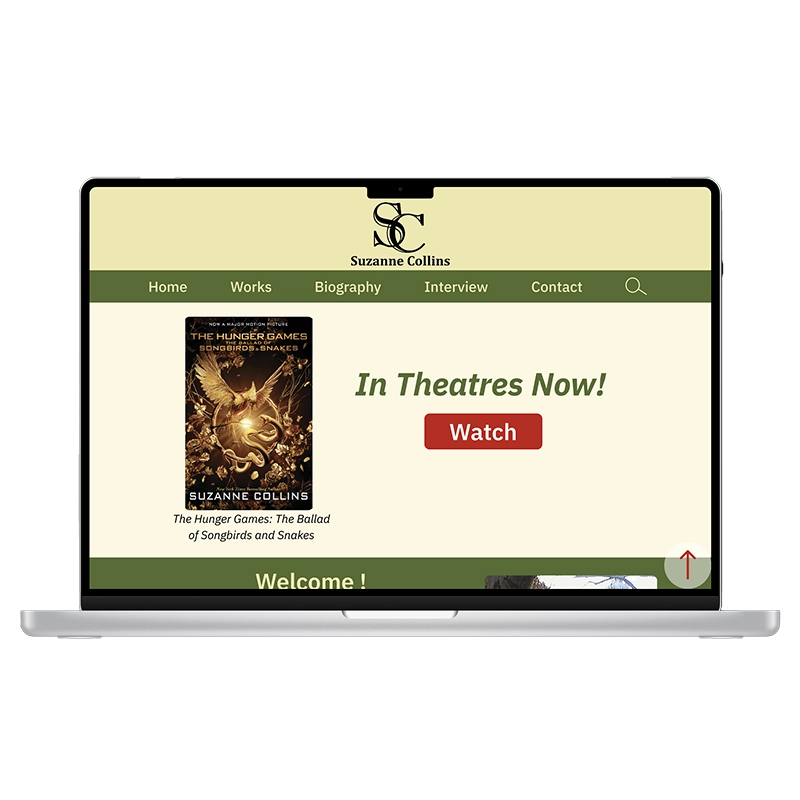 SC
Suzanne Collins
Home Works Biography Interview Contact
NOW A MAJOR MOTION PICTURE
THE HUNGER GAMES
THE BALLAD OF
SONGBIRDS & SNAKES
New York Times Bestselling Author
SUZANNE COLLINS
The Hunger Games: The Ballad
of Songbirds and Snakes
In Theatres Now!
Watch
Welcome !